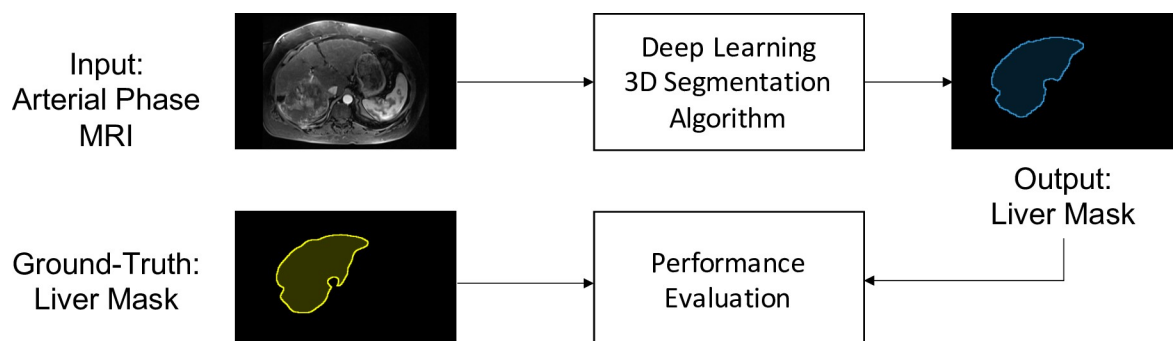 Input:
Arterial Phase
MRI
Deep Learning
3D Segmentation
Algorithm
Output:
Liver Mask
Ground-Truth:
Liver Mask
Performance
Evaluation